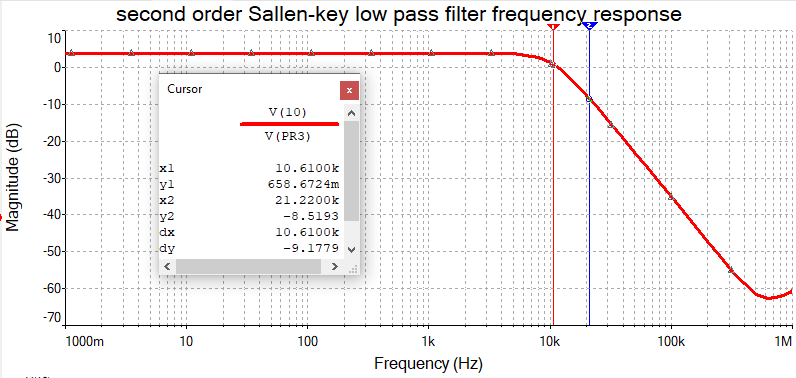 second order Sallen-key low pass filter frequency response
Magnitude (dB)
10
0
-10
-20
-30
-40
-50
-60
-70
Cursor
x
V(10)
V(PR3)
x1 10.6100k
y1 658.6724m
x2 21.2200k
y2 -8.5193
dx 10.6100k
dy -9.1779
1000m 10 100 1k 10k 100k 1M
Frequency (Hz)